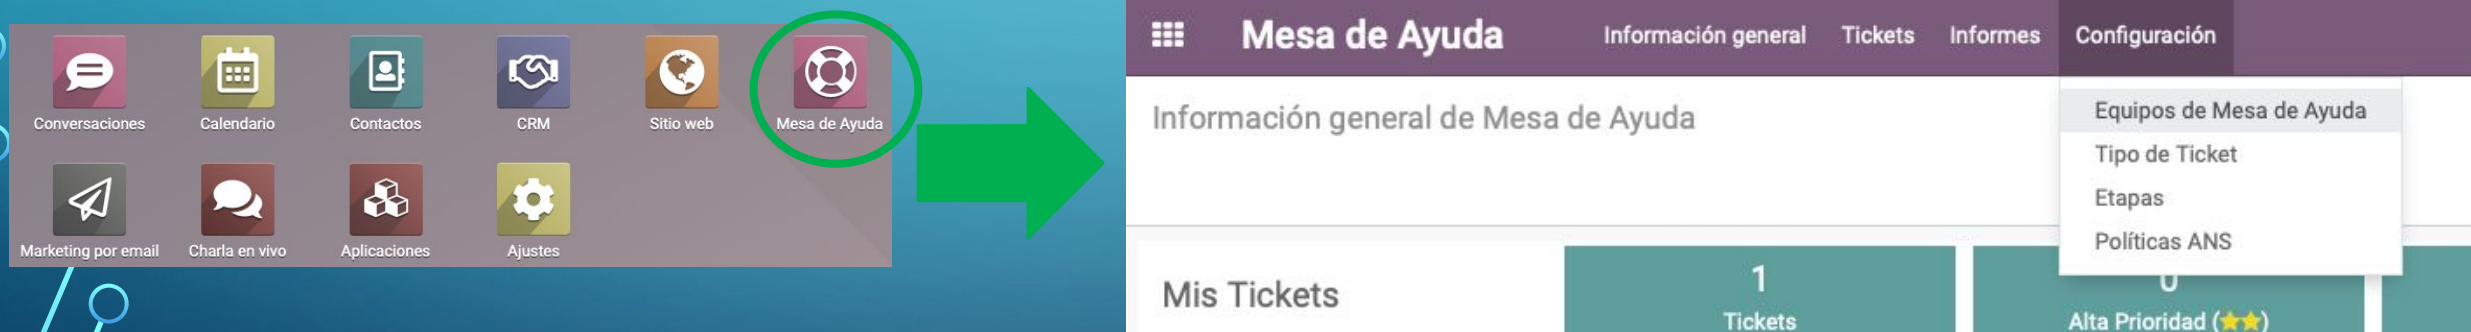 Conversaciones
Calendario
Contactos
CRM
Sitio web
Mesa de Ayuda
Marketing por email
Charla en vivo
Aplicaciones
Ajustes
Mesa de Ayuda
Información general
Tickets
Informes
Configuración
Información general de Mesa de Ayuda
Equipos de Mesa de Ayuda
Tipo de Ticket
Etapas
Políticas ANS
Mis Tickets
1
Tickets
0
Alta Prioridad (★★)